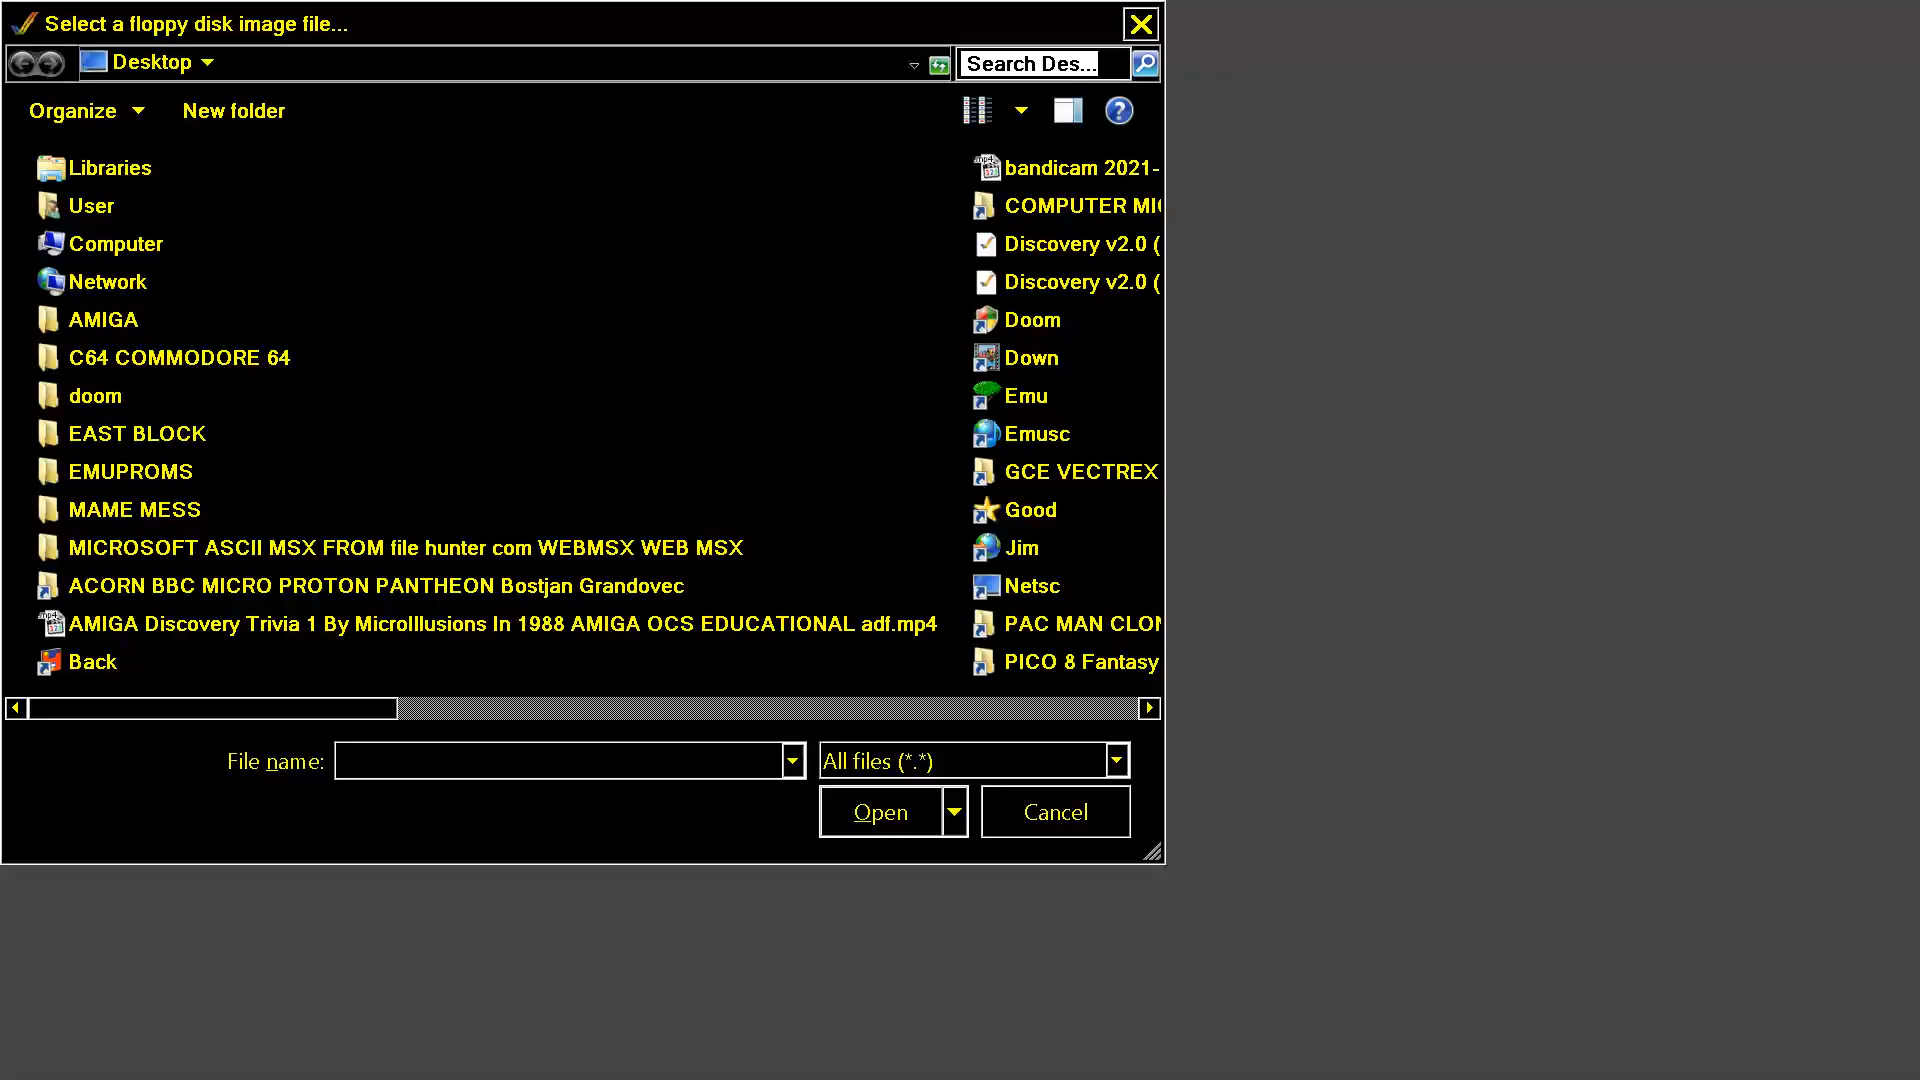 Select a floppy disk image file...
Desktop
Search Des...
Organize
New folder
Libraries
User
Computer
Network
AMIGA
C64 COMMODORE 64
doom
EAST BLOCK
EMUPROMS
MAME MESS
MICROSOFT ASCII MSX FROM file hunter com WEBMSX WEB MSX
ACORN BBC MICRO PROTON PANTHEON Bostjan Grandovec
AMIGA Discovery Trivia 1 By MicroIllusions In 1988 AMIGA OCS EDUCATIONAL adf.mp4
Back
bandicam 2021-
COMPUTER MI
Discovery v2.0 (
Discovery v2.0 (
Doom
Down
Emu
Emusc
GCE VECTREX
Good
Jim
Netsc
PAC MAN CLO
PICO 8 Fantasy
File name:
All files (*.*)
Open
Cancel